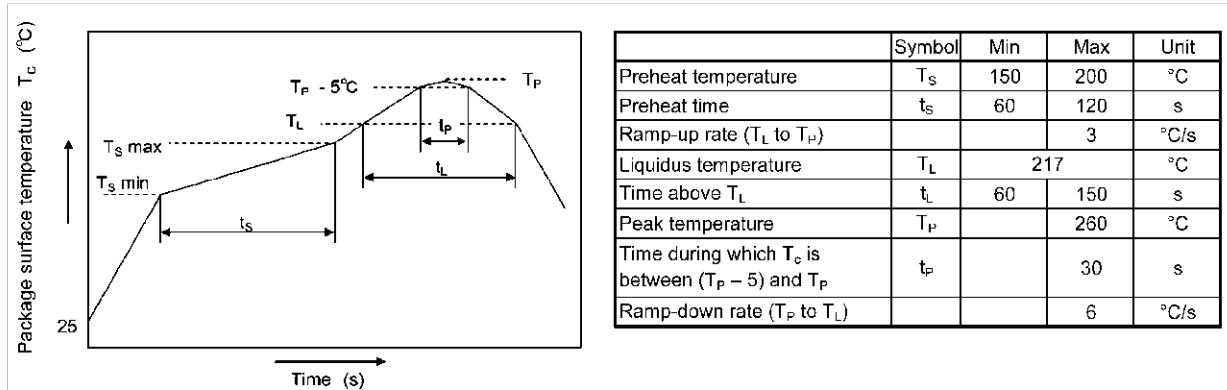 Package surface temperature T_c (°C)
T_P
T_P - 5°C
T_L
t_P
T_S max
t_L
T_S min
t_S
25
Time (s)
Symbol Min Max Unit
Preheat temperature T_S 150 200 °C
Preheat time t_S 60 120 s
Ramp-up rate (T_L to T_P) 3 °C/s
Liquidus temperature T_L 217 °C
Time above T_L t_L 60 150 s
Peak temperature T_P 260 °C
Time during which T_c is
between (T_P – 5) and T_P t_P 30 s
Ramp-down rate (T_P to T_L) 6 °C/s